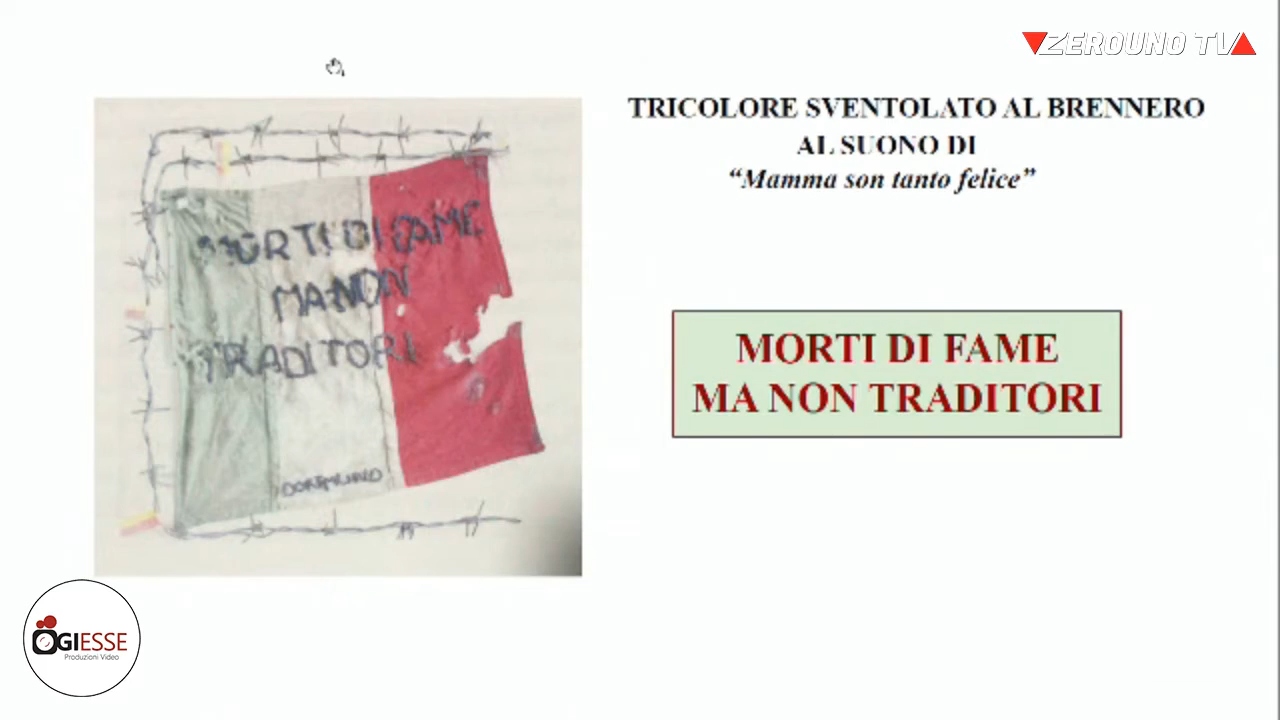 ZEROUNO TV
TRICOLORE SVENTOLATO AL BRENNERO
AL SUONO DI
“Mamma son tanto felice”
MORTI DI FAME
MA NON
TRADITORI
DORTMUND
MORTI DI FAME
MA NON TRADITORI
OGIESSE
Produzioni Video